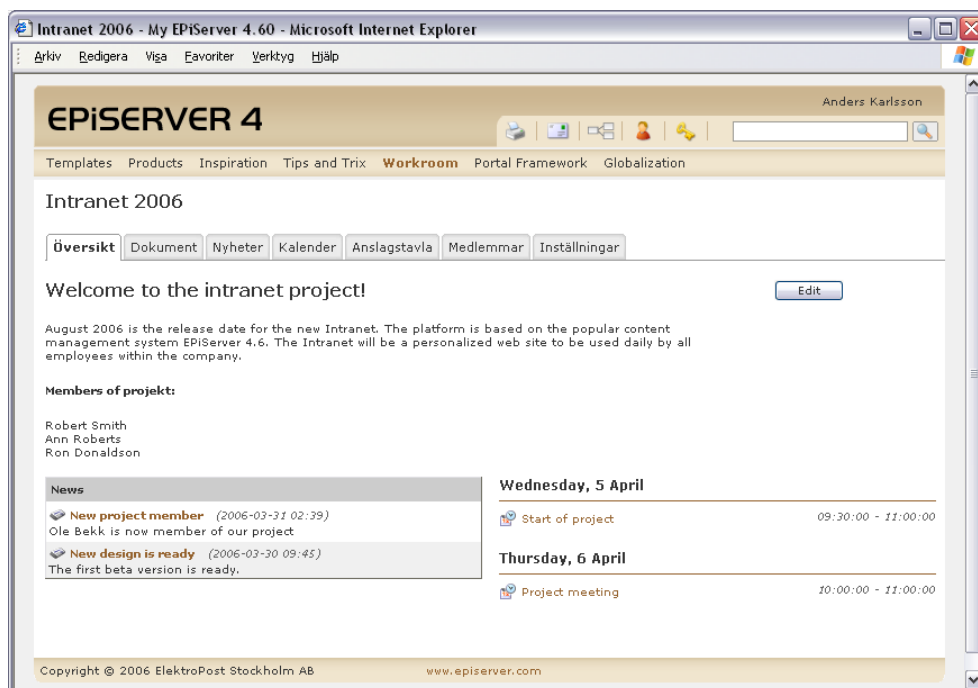 Intranet 2006 - My EPiServer 4.60 - Microsoft Internet Explorer
Arkiv Redigera Visa Favoriter Verktyg Hjälp
Anders Karlsson
EPiSERVER 4
Templates Products Inspiration Tips and Trix Workroom Portal Framework Globalization
Intranet 2006
Översikt Dokument Nyheter Kalender Anslagstavla Medlemmar Inställningar
Welcome to the intranet project!
Edit
August 2006 is the release date for the new Intranet. The platform is based on the popular content
management system EPiServer 4.6. The Intranet will be a personalized web site to be used daily by all
employees within the company.
Members of projekt:
Robert Smith
Ann Roberts
Ron Donaldson
News
New project member (2006-03-31 02:39)
Ole Bekk is now member of our project
New design is ready (2006-03-30 09:45)
The first beta version is ready.
Wednesday, 5 April
Start of project 09:30:00 - 11:00:00
Thursday, 6 April
Project meeting 10:00:00 - 11:00:00
Copyright © 2006 ElektroPost Stockholm AB www.episerver.com